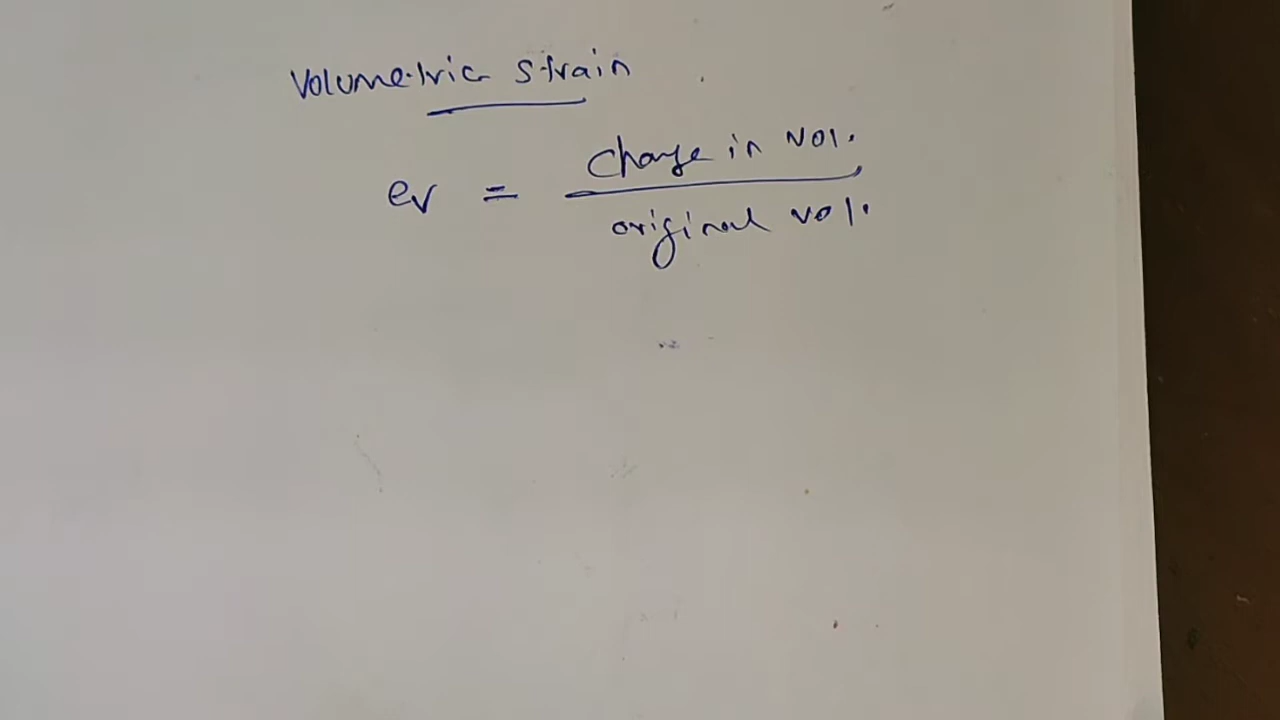 Volumetric strain
ev = change in vol.
original vol.